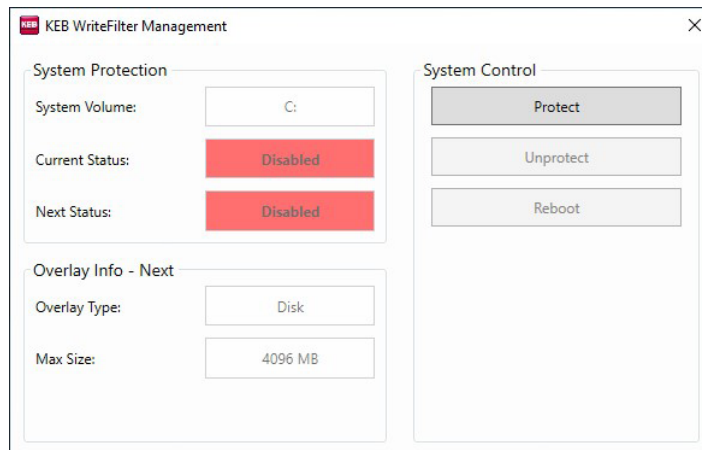 KEB KEB WriteFilter Management
System Protection
System Volume: C:
Current Status: Disabled
Next Status: Disabled
Overlay Info - Next
Overlay Type: Disk
Max Size: 4096 MB
System Control
Protect
Unprotect
Reboot